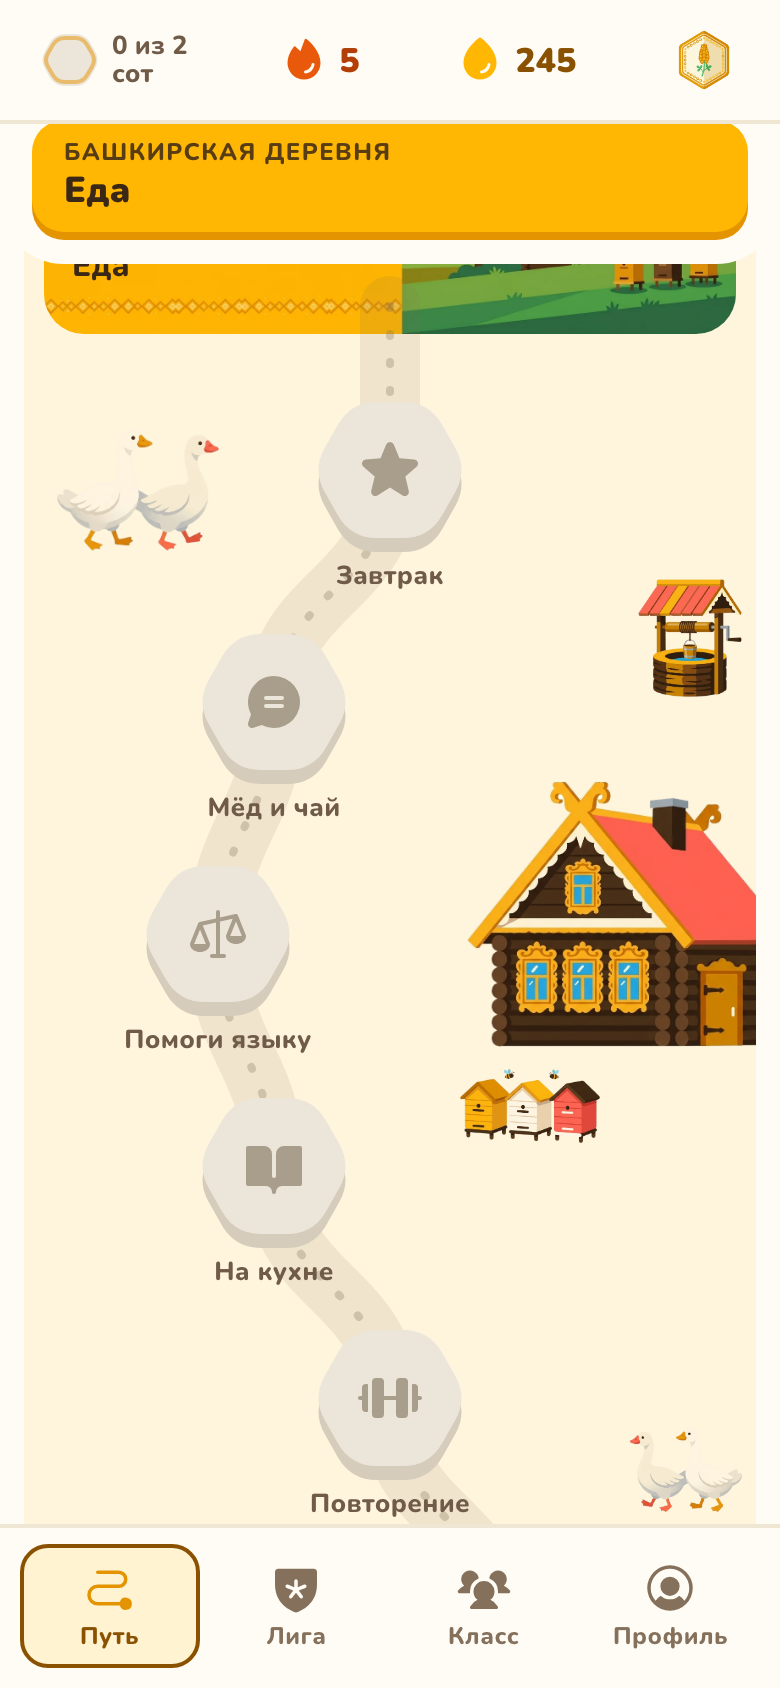 0 из 2
сот
5
245
БАШКИРСКАЯ ДЕРЕВНЯ
Еда
Еда
Завтрак
Мёд и чай
Помоги языку
На кухне
Повторение
Путь
Лига
Класс
Профиль